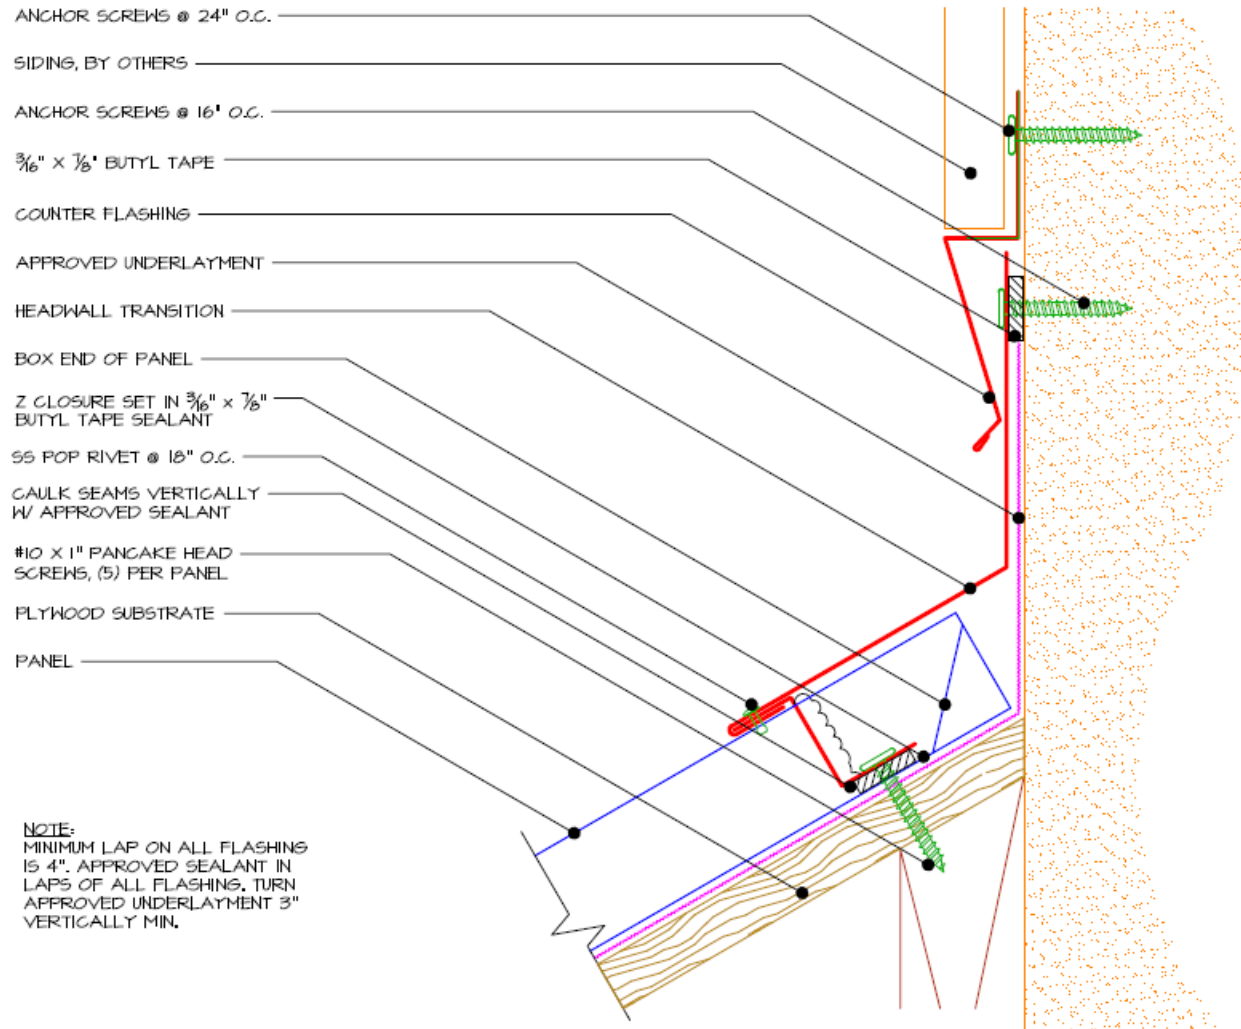 ANCHOR SCREWS @ 24" O.C.
SIDING, BY OTHERS
ANCHOR SCREWS @ 16" O.C.
3/16" X 7/8" BUTYL TAPE
COUNTER FLASHING
APPROVED UNDERLAYMENT
HEADWALL TRANSITION
BOX END OF PANEL
Z CLOSURE SET IN 3/16" X 7/8"
BUTYL TAPE SEALANT
SS POP RIVET @ 18" O.C.
CAULK SEAMS VERTICALLY
W/ APPROVED SEALANT
#10 X 1" PANCAKE HEAD
SCREWS, (5) PER PANEL
PLYWOOD SUBSTRATE
PANEL
NOTE:
MINIMUM LAP ON ALL FLASHING
IS 4". APPROVED SEALANT IN
LAPS OF ALL FLASHING. TURN
APPROVED UNDERLAYMENT 3"
VERTICALLY MIN.